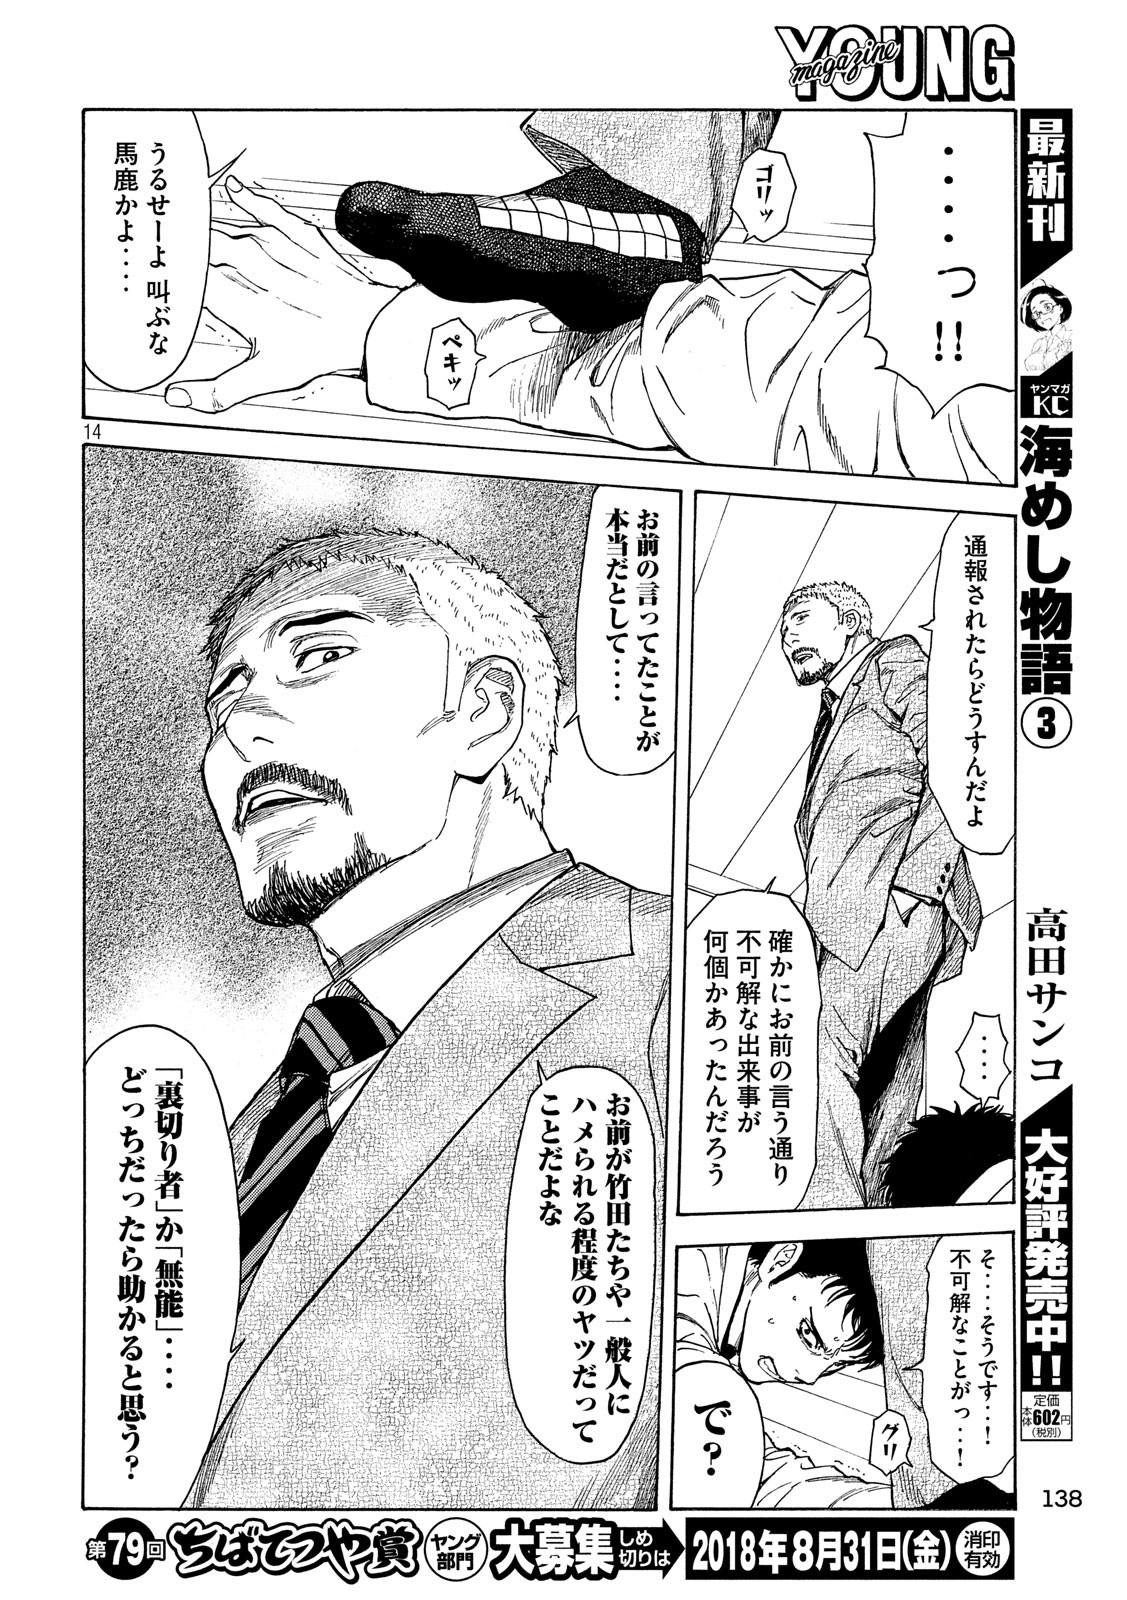 YOUNG
magazine
最新刊
ヤンマガ
KC
海めし物語
3
高田サンコ
大好評発売中!!
定価
本体602円
(税別)
・・・・っ!!
ゴリッ
ペキッ
うるせーよ 叫ぶな
馬鹿かよ‥‥
14
通報されたらどうすんだよ
確かにお前の言う通り
不可解な出来事が
何個かあったんだろう
‥‥
お前の言ってたことが
本当だとして‥‥
お前が竹田たちや一般人に
ハメられる程度のヤツだって
ことだよな
「裏切り者」か「無能」‥‥
どっちだったら助かると思う?
そ‥‥そうです‥!
不可解なことがっ‥!
グリ
で?
138
第79回
ちばてつや賞
ヤング
部門
大募集
しめ
切りは
2018年8月31日(金)
消印
有効